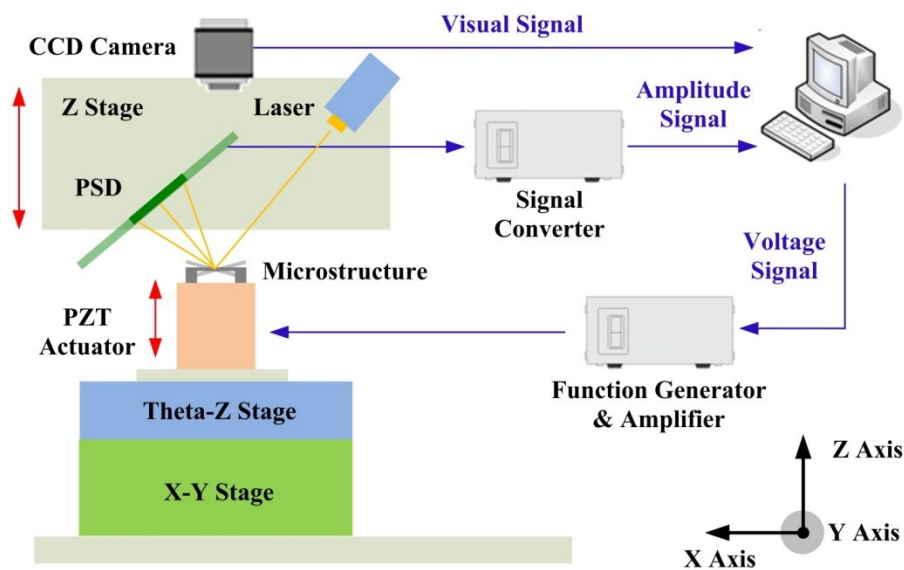 CCD Camera
Visual Signal
Z Stage
Laser
Amplitude
Signal
PSD
Signal
Converter
Microstructure
Voltage
Signal
PZT
Actuator
Theta-Z Stage
Function Generator
& Amplifier
X-Y Stage
Z Axis
Y Axis
X Axis